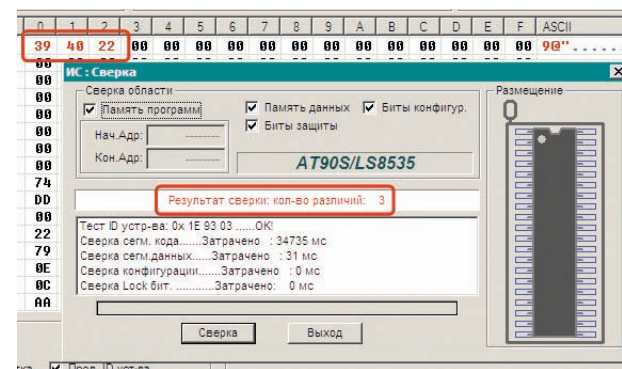 0 1 2 3 4 5 6 7 8 9 A B C D E F ASCII
39 40 22 00 00 00 00 00 00 00 00 00 00 00 00 00 9@".....
00
00
00
00
00
00
00
74
DD
00
22
79
0E
0C
AA
ИС: Сверка
Сверка области
Память программ
Память данных
Биты конфигур.
Биты защиты
Нач.Адр:
Кон.Адр:
AT90S/LS8535
Размещение
Результат сверки: кол-во различий: 3
Тест ID устр-ва: 0x 1E 93 03 ......OK!
Сверка сегм. кода.......Затрачено : 34735 мс
Сверка сегм.данных.....Затрачено : 31 мс
Сверка конфигурации......Затрачено : 0 мс
Сверка Lock бит. ...........Затрачено: 0 мс
Сверка
Выход